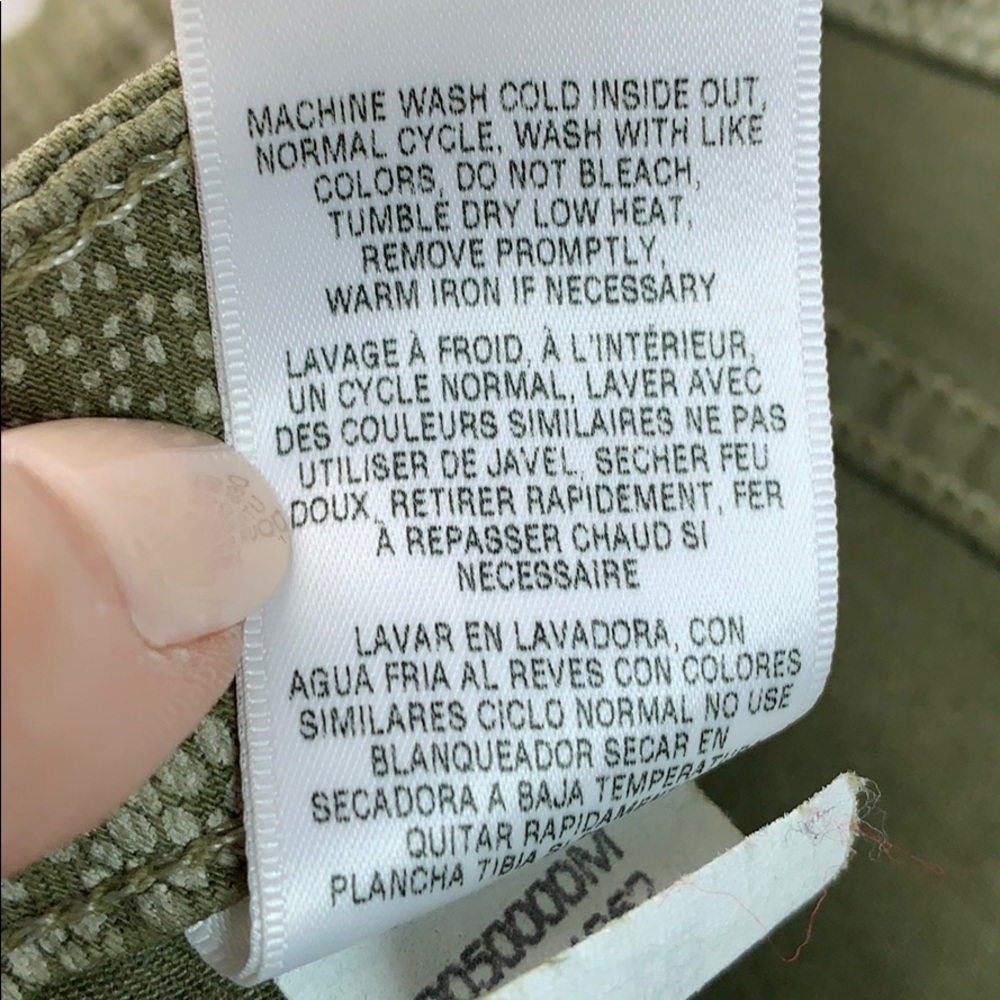 MACHINE WASH COLD INSIDE OUT,
NORMAL CYCLE, WASH WITH LIKE
COLORS, DO NOT BLEACH,
TUMBLE DRY LOW HEAT,
REMOVE PROMPTLY,
WARM IRON IF NECESSARY
LAVAGE À FROID, À L'INTÉRIEUR,
UN CYCLE NORMAL, LAVER AVEC
DES COULEURS SIMILAIRES NE PAS
UTILISER DE JAVEL, SECHER FEU
DOUX, RETIRER RAPIDEMENT, FER
À REPASSER CHAUD SI
NECESSAIRE
LAVAR EN LAVADORA, CON
AGUA FRIA AL REVES CON COLORES
SIMILARES CICLO NORMAL NO USE
BLANQUEADOR SECAR EN
SECADORA A BAJA
QUITAR
PLANCHA TIBIA